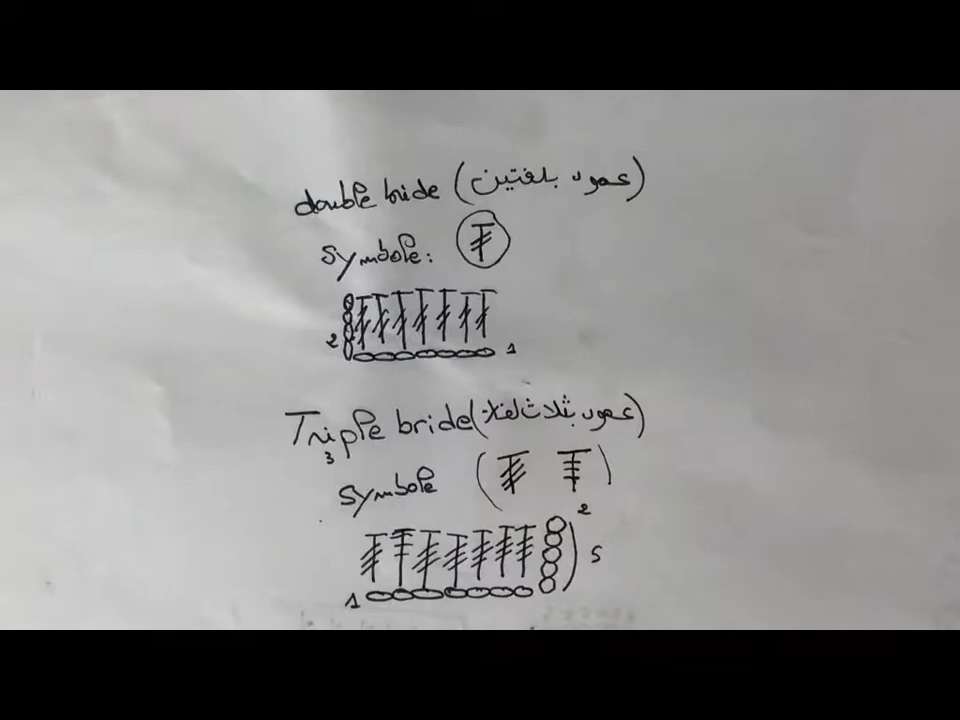 double bride (عمود بلفتين)
symbole:
2 1
Triple bride (عمود بثلاث لفات)
3
symbole
2
5
1